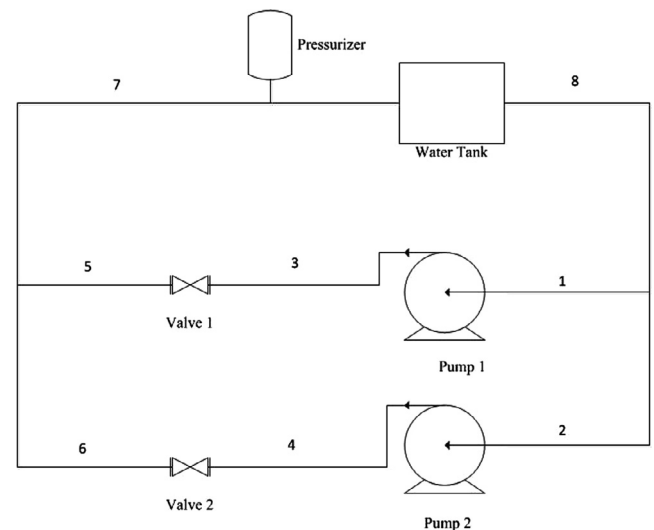 Pressurizer
7
8
Water Tank
5
3
1
Valve 1
Pump 1
6
4
2
Valve 2
Pump 2